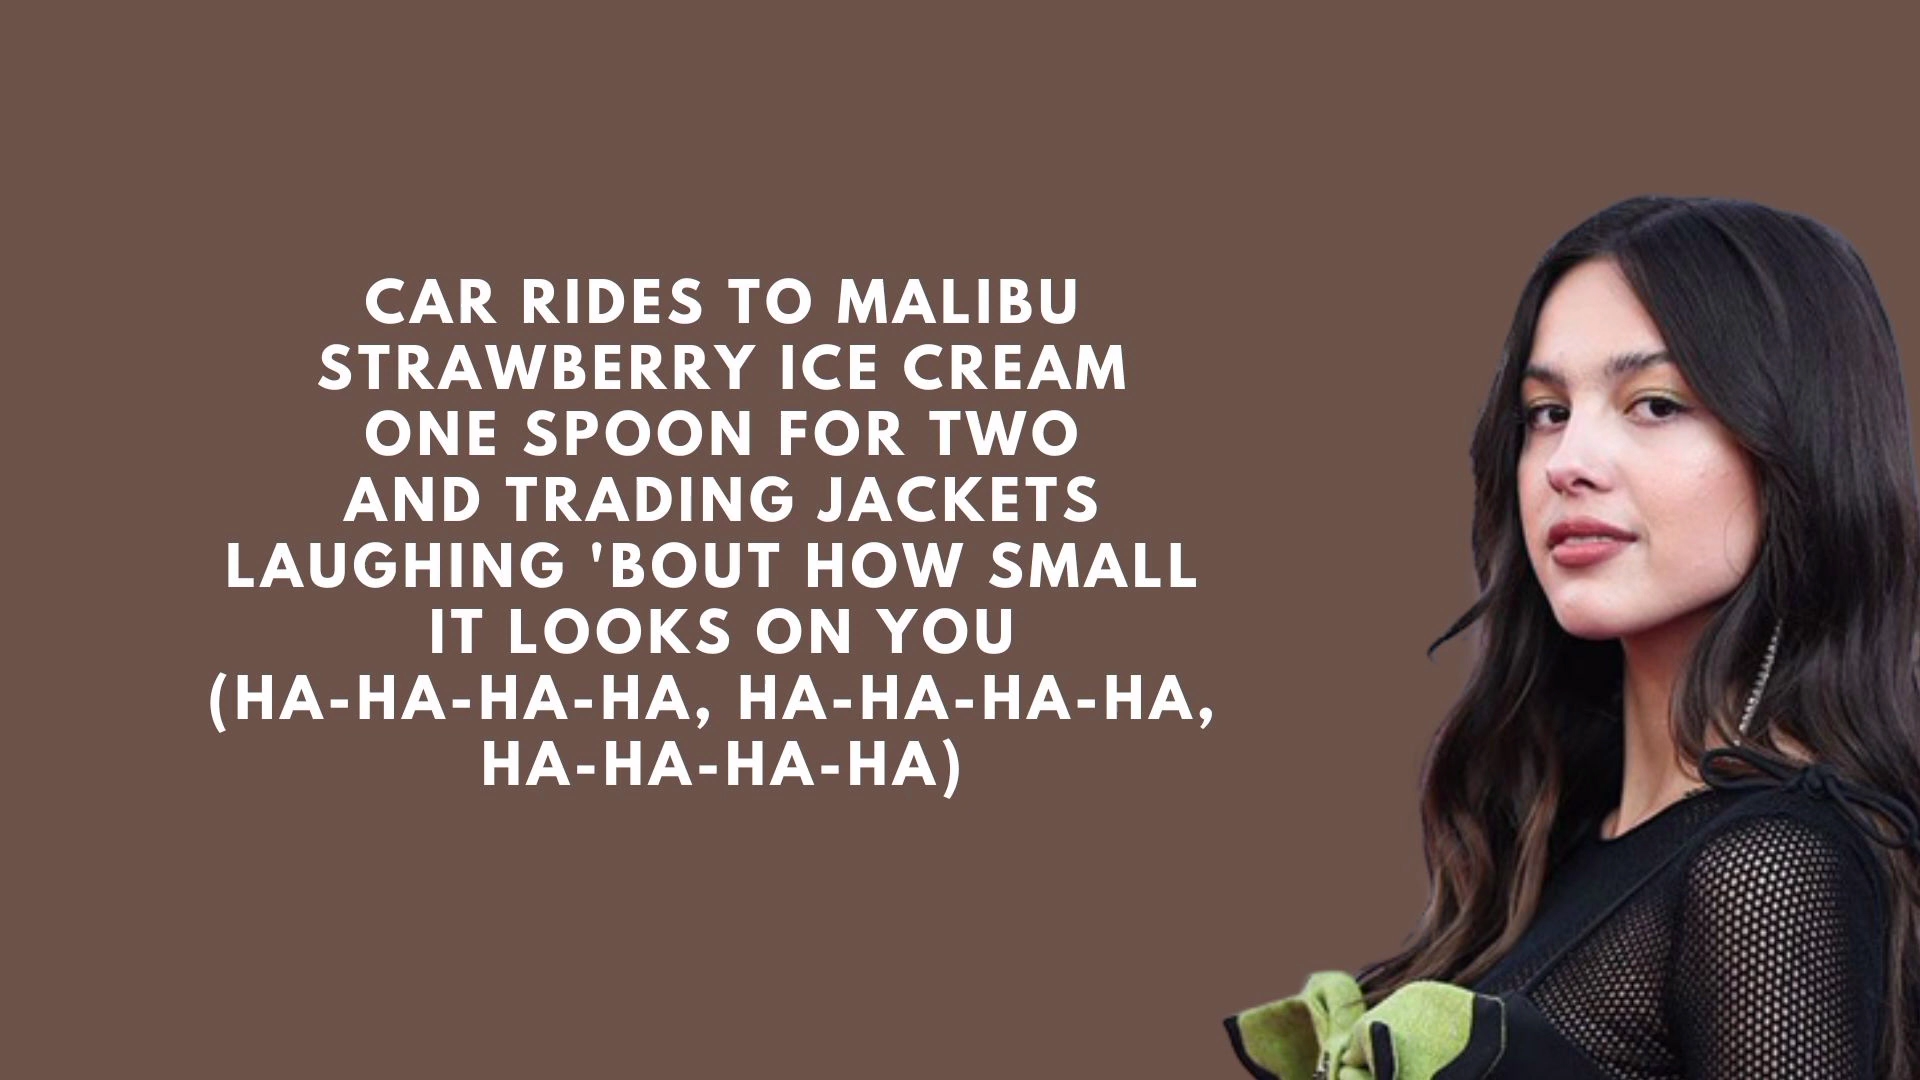 CAR RIDES TO MALIBU
STRAWBERRY ICE CREAM
ONE SPOON FOR TWO
AND TRADING JACKETS
LAUGHING 'BOUT HOW SMALL
IT LOOKS ON YOU
(HA-HA-HA-HA, HA-HA-HA-HA,
HA-HA-HA-HA)